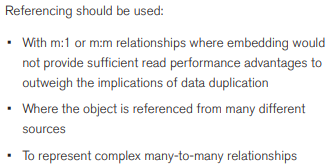 Referencing should be used:
▪ With m:1 or m:m relationships where embedding would
not provide sufficient read performance advantages to
outweigh the implications of data duplication
▪ Where the object is referenced from many different
sources
▪ To represent complex many-to-many relationships